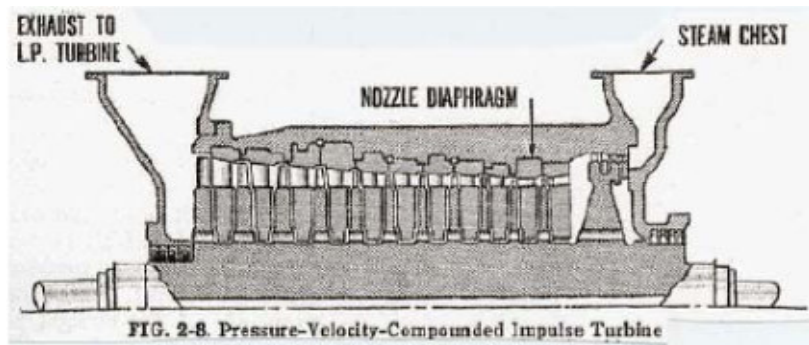 EXHAUST TO
L.P. TURBINE
STEAM CHEST
NOZZLE DIAPHRAGM
FIG. 2-8. Pressure-Velocity-Compounded Impulse Turbine